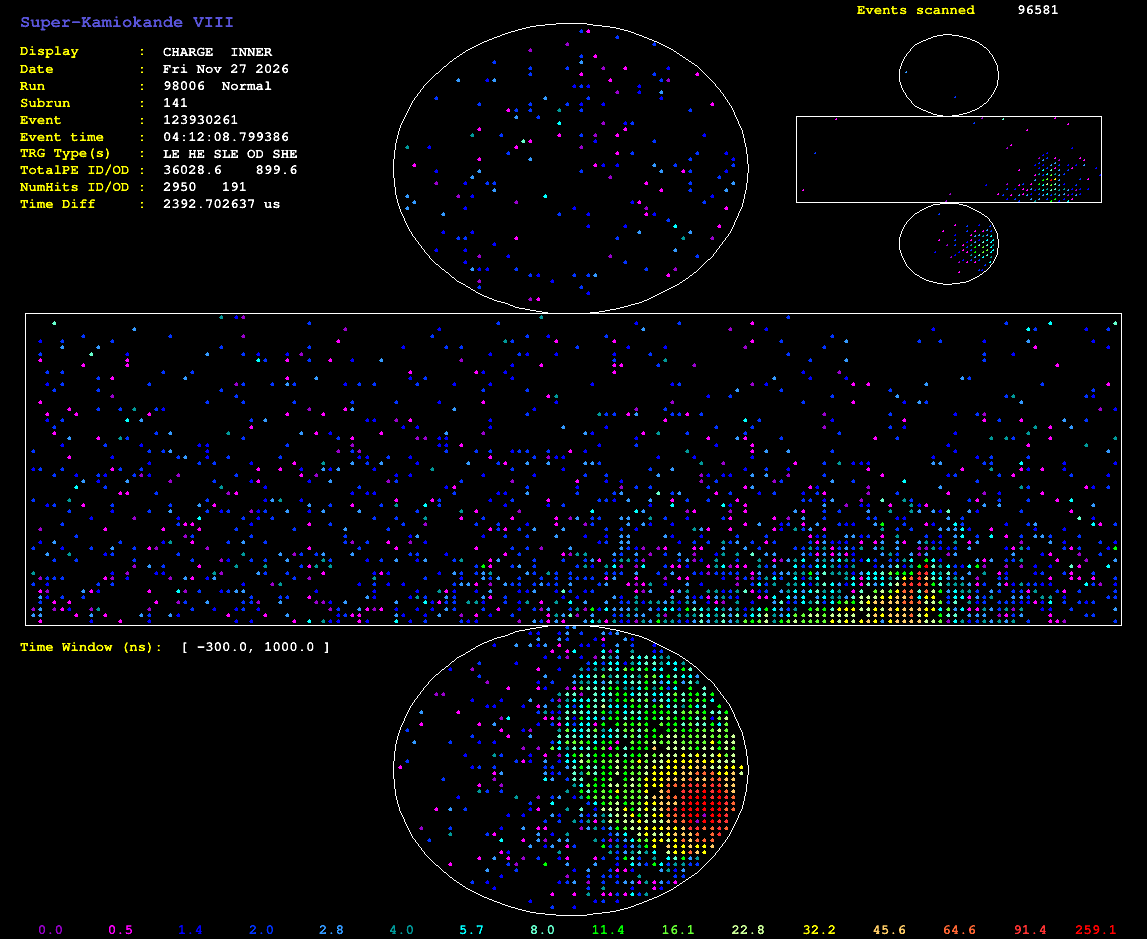 Super-Kamiokande VIII
Events scanned 96581
Display : CHARGE INNER
Date : Fri Nov 27 2026
Run : 98006 Normal
Subrun : 141
Event : 123930261
Event time : 04:12:08.799386
TRG Type(s) : LE HE SLE OD SHE
TotalPE ID/OD : 36028.6 899.6
NumHits ID/OD : 2950 191
Time Diff : 2392.702637 us
Time Window (ns): [ -300.0, 1000.0 ]
0.0 0.5 1.4 2.0 2.8 4.0 5.7 8.0 11.4 16.1 22.8 32.2 45.6 64.6 91.4 259.1